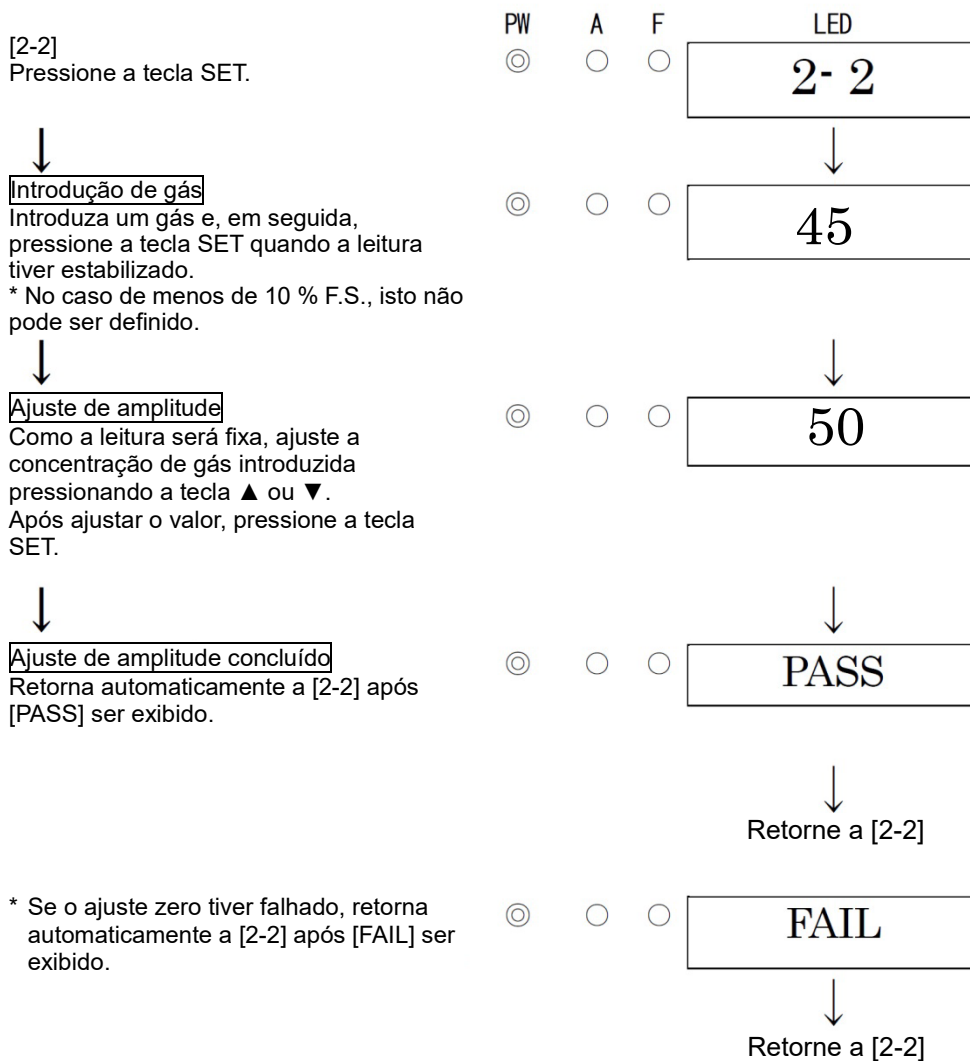 PW A F LED
[2-2]
Pressione a tecla SET.
◎ ○ ○ 2- 2
↓ ↓
Introdução de gás
Introduza um gás e, em seguida,
pressione a tecla SET quando a leitura
tiver estabilizado.
* No caso de menos de 10 % F.S., isto não
pode ser definido.
◎ ○ ○ 45
↓ ↓
Ajuste de amplitude
Como a leitura será fixa, ajuste a
concentração de gás introduzida
pressionando a tecla ▲ ou ▼.
Após ajustar o valor, pressione a tecla
SET.
◎ ○ ○ 50
↓ ↓
Ajuste de amplitude concluído
Retorna automaticamente a [2-2] após
[PASS] ser exibido.
◎ ○ ○ PASS
↓
Retorne a [2-2]
* Se o ajuste zero tiver falhado, retorna
automaticamente a [2-2] após [FAIL] ser
exibido.
◎ ○ ○ FAIL
↓
Retorne a [2-2]